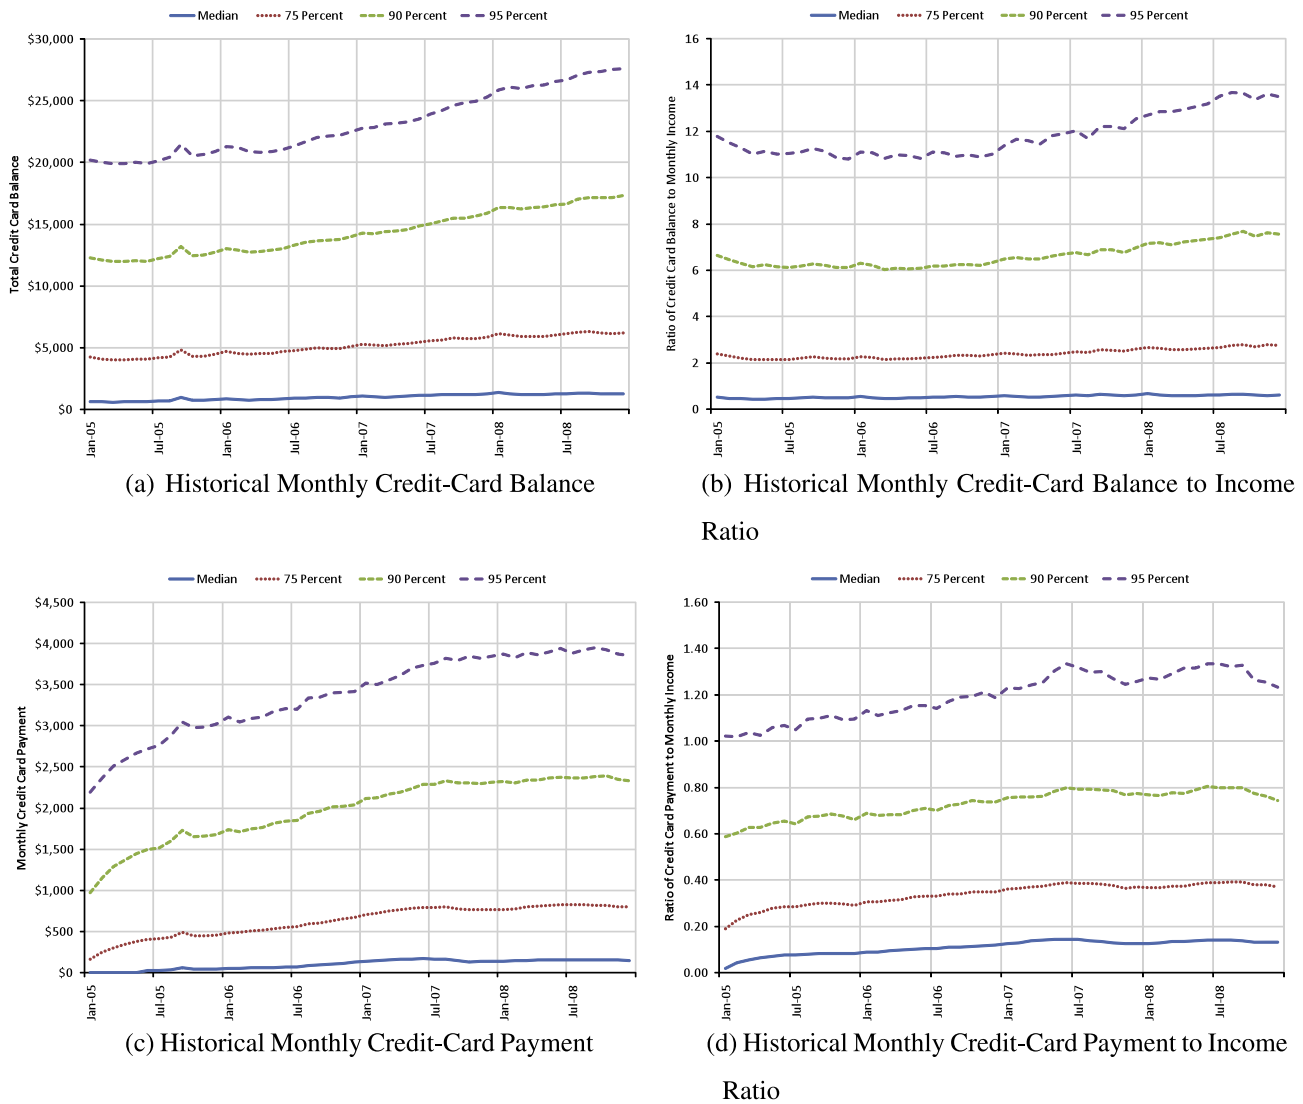 Median 75 Percent 90 Percent 95 Percent
$30,000
$25,000
$20,000
$15,000
$10,000
$5,000
$0
Total Credit Card Balance
Jan-05 Jul-05 Jan-06 Jul-06 Jan-07 Jul-07 Jan-08 Jul-08
(a) Historical Monthly Credit-Card Balance
Median 75 Percent 90 Percent 95 Percent
16
14
12
10
8
6
4
2
0
Ratio of Credit Card Balance to Monthly Income
Jan-05 Jul-05 Jan-06 Jul-06 Jan-07 Jul-07 Jan-08 Jul-08
(b) Historical Monthly Credit-Card Balance to Income
Ratio
Median 75 Percent 90 Percent 95 Percent
$4,500
$4,000
$3,500
$3,000
$2,500
$2,000
$1,500
$1,000
$500
$0
Monthly Credit Card Payment
Jan-05 Jul-05 Jan-06 Jul-06 Jan-07 Jul-07 Jan-08 Jul-08
(c) Historical Monthly Credit-Card Payment
Median 75 Percent 90 Percent 95 Percent
1.60
1.40
1.20
1.00
0.80
0.60
0.40
0.20
0.00
Ratio of Credit Card Payment to Monthly Income
Jan-05 Jul-05 Jan-06 Jul-06 Jan-07 Jul-07 Jan-08 Jul-08
(d) Historical Monthly Credit-Card Payment to Income
Ratio